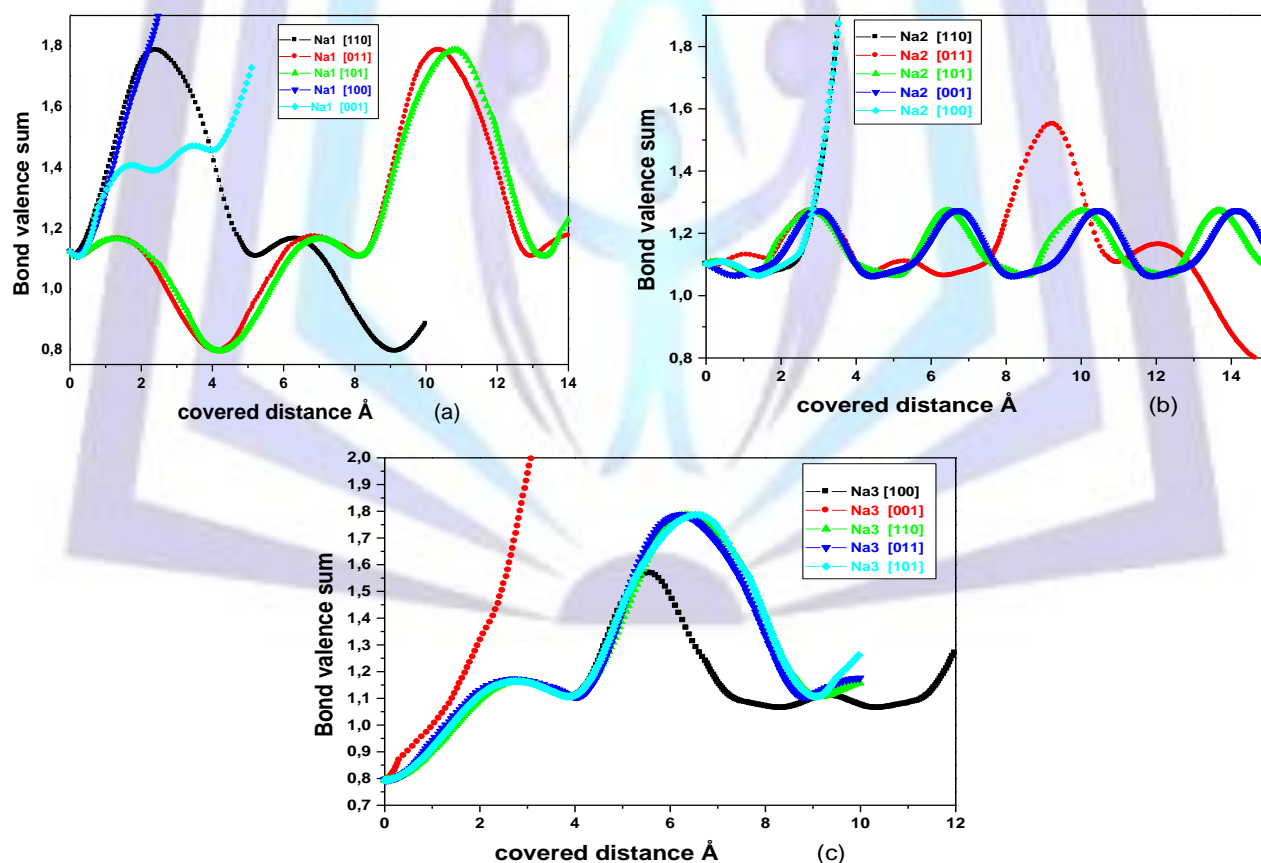 1,8
1,6
1,4
1,2
1,0
0,8
Bond valence sum
0 2 4 6 8 10 12 14
covered distance Å
(a)
Na1 [110]
Na1 [011]
Na1 [101]
Na1 [100]
Na1 [001]
1,8
1,6
1,4
1,2
1,0
0,8
Bond valence sum
0 2 4 6 8 10 12 14
covered distance Å
(b)
Na2 [110]
Na2 [011]
Na2 [101]
Na2 [001]
Na2 [100]
2,0
1,9
1,8
1,7
1,6
1,5
1,4
1,3
1,2
1,1
1,0
0,9
0,8
0,7
Bond valence sum
0 2 4 6 8 10 12
covered distance Å
(c)
Na3 [100]
Na3 [001]
Na3 [110]
Na3 [011]
Na3 [101]